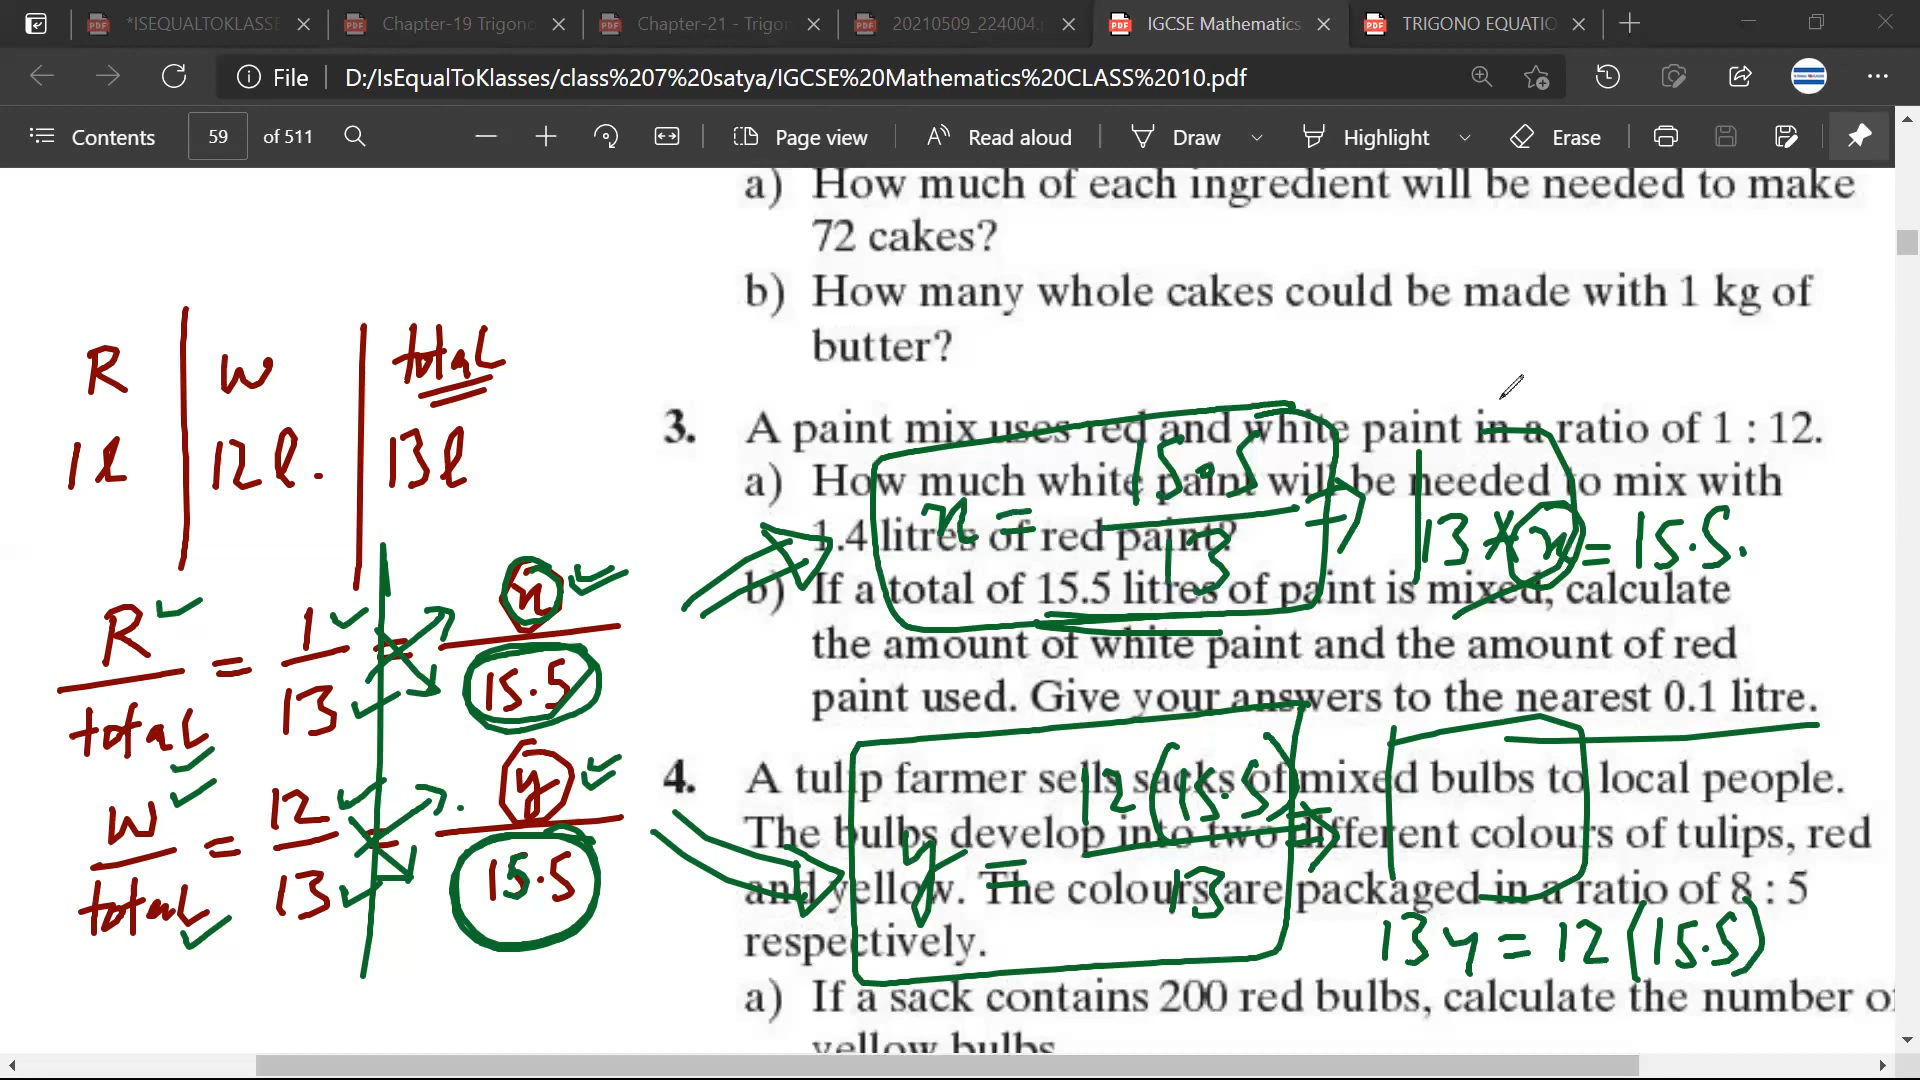 *ISEQUALTOKLASSE
Chapter-19 Trigono
Chapter-21 - Trigor
20210509_224004.
IGCSE Mathematics
TRIGONO EQUATIO
File
D:/IsEqualToKlasses/class%207%20satya/IGCSE%20Mathematics%20CLASS%2010.pdf
Contents
59
of 511
Page view
Read aloud
Draw
Highlight
Erase
a) How much of each ingredient will be needed to make
72 cakes?
b) How many whole cakes could be made with 1 kg of
butter?
3. A paint mix uses red and white paint in a ratio of 1 : 12.
a) How much white paint will be needed to mix with
1.4 litres of red paint?
b) If a total of 15.5 litres of paint is mixed, calculate
the amount of white paint and the amount of red
paint used. Give your answers to the nearest 0.1 litre.
4. A tulip farmer sells sacks of mixed bulbs to local people.
The bulbs develop into two different colours of tulips, red
and yellow. The colours are packaged in a ratio of 8 : 5
respectively.
a) If a sack contains 200 red bulbs, calculate the number of
yellow bulbs
R | W | total
1l | 12l. | 13l
R/total = 1/13 = x/15.5
W/total = 12/13 = y/15.5
x = 15.5/13
13 * x = 15.5.
y = 12(15.5)/13
13y = 12(15.5)